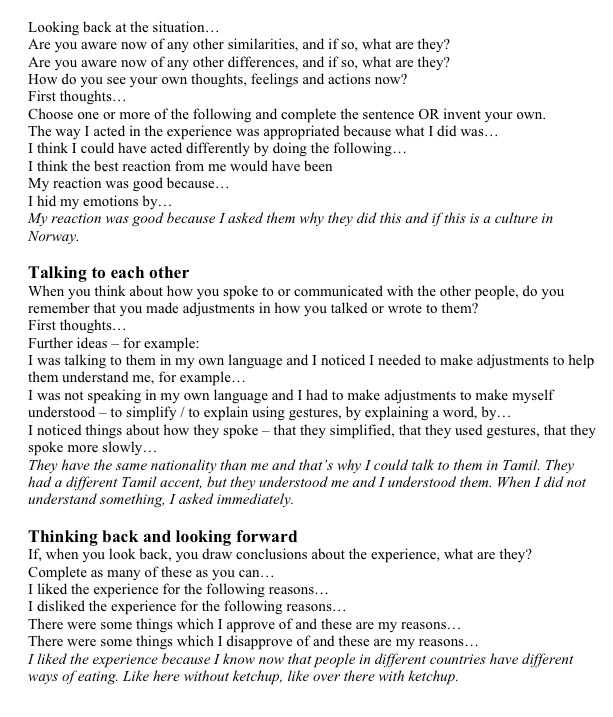 Looking back at the situation…
Are you aware now of any other similarities, and if so, what are they?
Are you aware now of any other differences, and if so, what are they?
How do you see your own thoughts, feelings and actions now?
First thoughts…
Choose one or more of the following and complete the sentence OR invent your own.
The way I acted in the experience was appropriated because what I did was…
I think I could have acted differently by doing the following…
I think the best reaction from me would have been
My reaction was good because…
I hid my emotions by…
My reaction was good because I asked them why they did this and if this is a culture in
Norway.
Talking to each other
When you think about how you spoke to or communicated with the other people, do you
remember that you made adjustments in how you talked or wrote to them?
First thoughts…
Further ideas – for example:
I was talking to them in my own language and I noticed I needed to make adjustments to help
them understand me, for example…
I was not speaking in my own language and I had to make adjustments to make myself
understood – to simplify / to explain using gestures, by explaining a word, by…
I noticed things about how they spoke – that they simplified, that they used gestures, that they
spoke more slowly…
They have the same nationality than me and that's why I could talk to them in Tamil. They
had a different Tamil accent, but they understood me and I understood them. When I did not
understand something, I asked immediately.
Thinking back and looking forward
If, when you look back, you draw conclusions about the experience, what are they?
Complete as many of these as you can…
I liked the experience for the following reasons…
I disliked the experience for the following reasons…
There were some things which I approve of and these are my reasons…
There were some things which I disapprove of and these are my reasons…
I liked the experience because I know now that people in different countries have different
ways of eating. Like here without ketchup, like over there with ketchup.